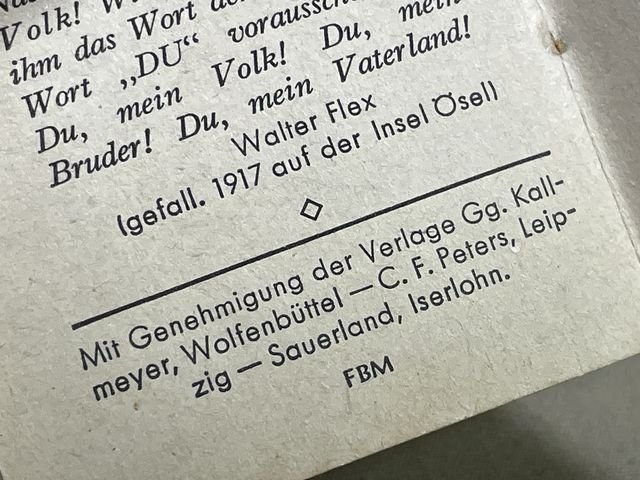 Volk!
ihm das Wort
Wort „DU“
Du, mein Volk! Du, mein
Bruder! Du, mein Vaterland!
Walter Flex
(gefall. 1917 auf der Insel Ösel)
Mit Genehmigung der Verlage Gg. Kall-
meyer, Wolfenbüttel — C. F. Peters, Leip-
zig — Sauerland, Iserlohn.
FBM